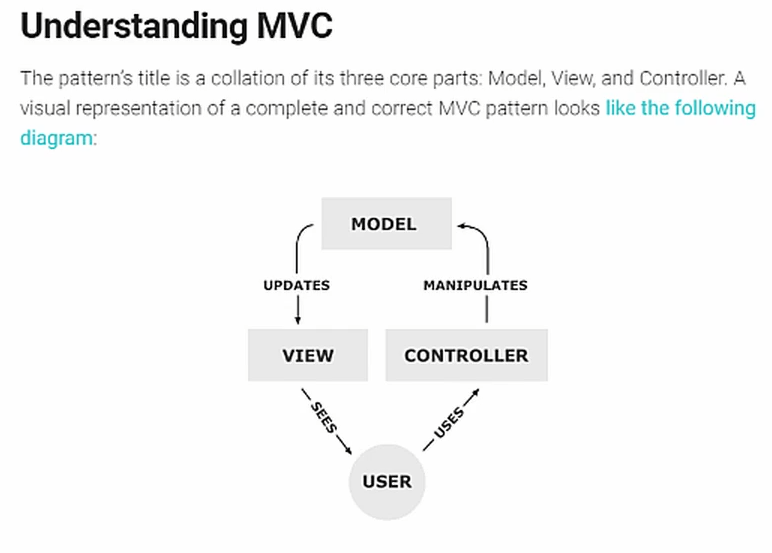 Understanding MVC
The pattern's title is a collation of its three core parts: Model, View, and Controller. A
visual representation of a complete and correct MVC pattern looks like the following
diagram:
MODEL
UPDATES
MANIPULATES
VIEW
CONTROLLER
SEES
USES
USER